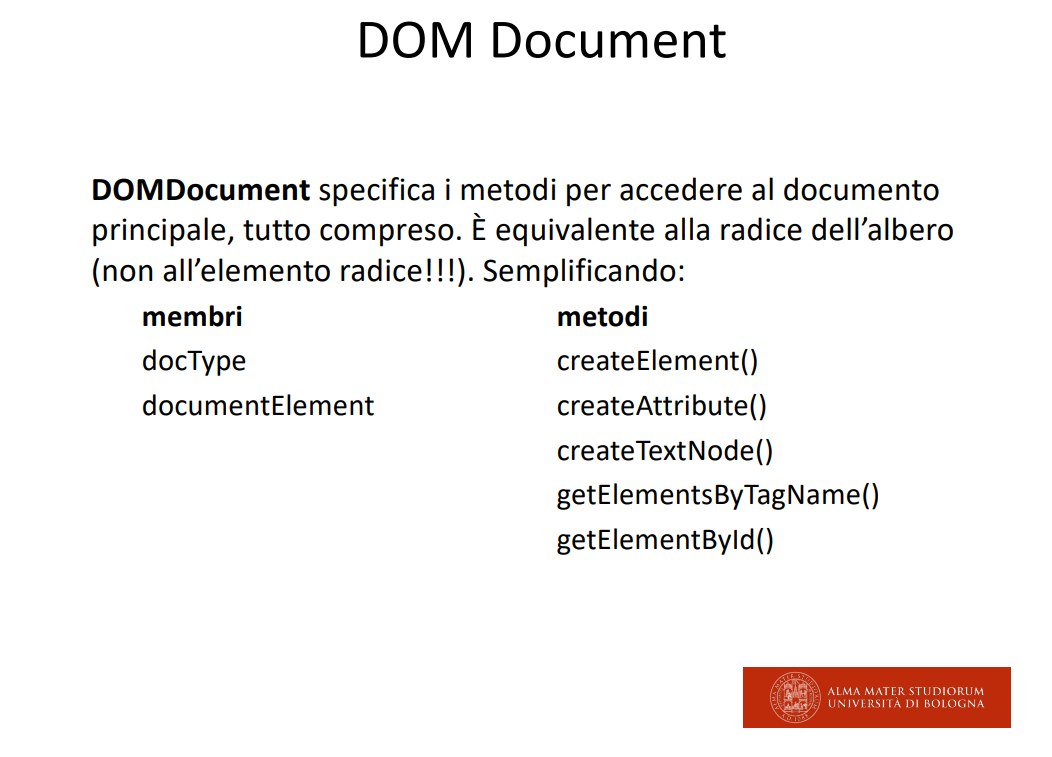 DOM Document
DOMDocument specifica i metodi per accedere al documento
principale, tutto compreso. È equivalente alla radice dell’albero
(non all’elemento radice!!!). Semplificando:
membri
docType
documentElement
metodi
createElement()
createAttribute()
createTextNode()
getElementsByTagName()
getElementById()
ALMA MATER STUDIORUM
UNIVERSITÀ DI BOLOGNA